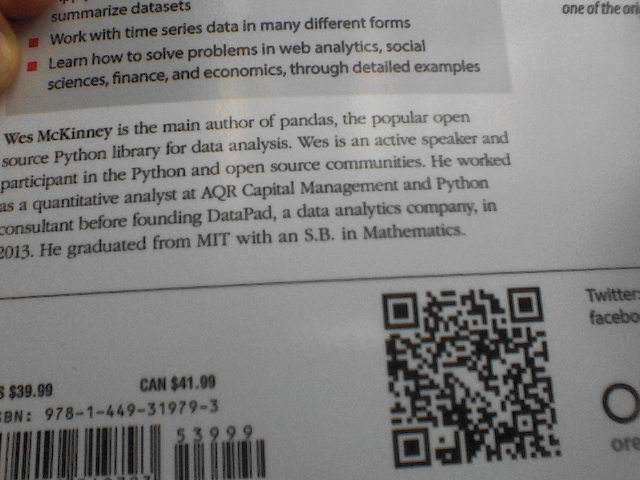 summarize datasets
one of the ori
Work with time series data in many different forms
Learn how to solve problems in web analytics, social
sciences, finance, and economics, through detailed examples
Wes McKinney is the main author of pandas, the popular open
source Python library for data analysis. Wes is an active speaker and
participant in the Python and open source communities. He worked
as a quantitative analyst at AQR Capital Management and Python
consultant before founding DataPad, a data analytics company, in
2013. He graduated from MIT with an S.B. in Mathematics.
Twitter:
facebo
S $39.99 CAN $41.99
BN: 978-1-449-31979-3
53999
O
ore